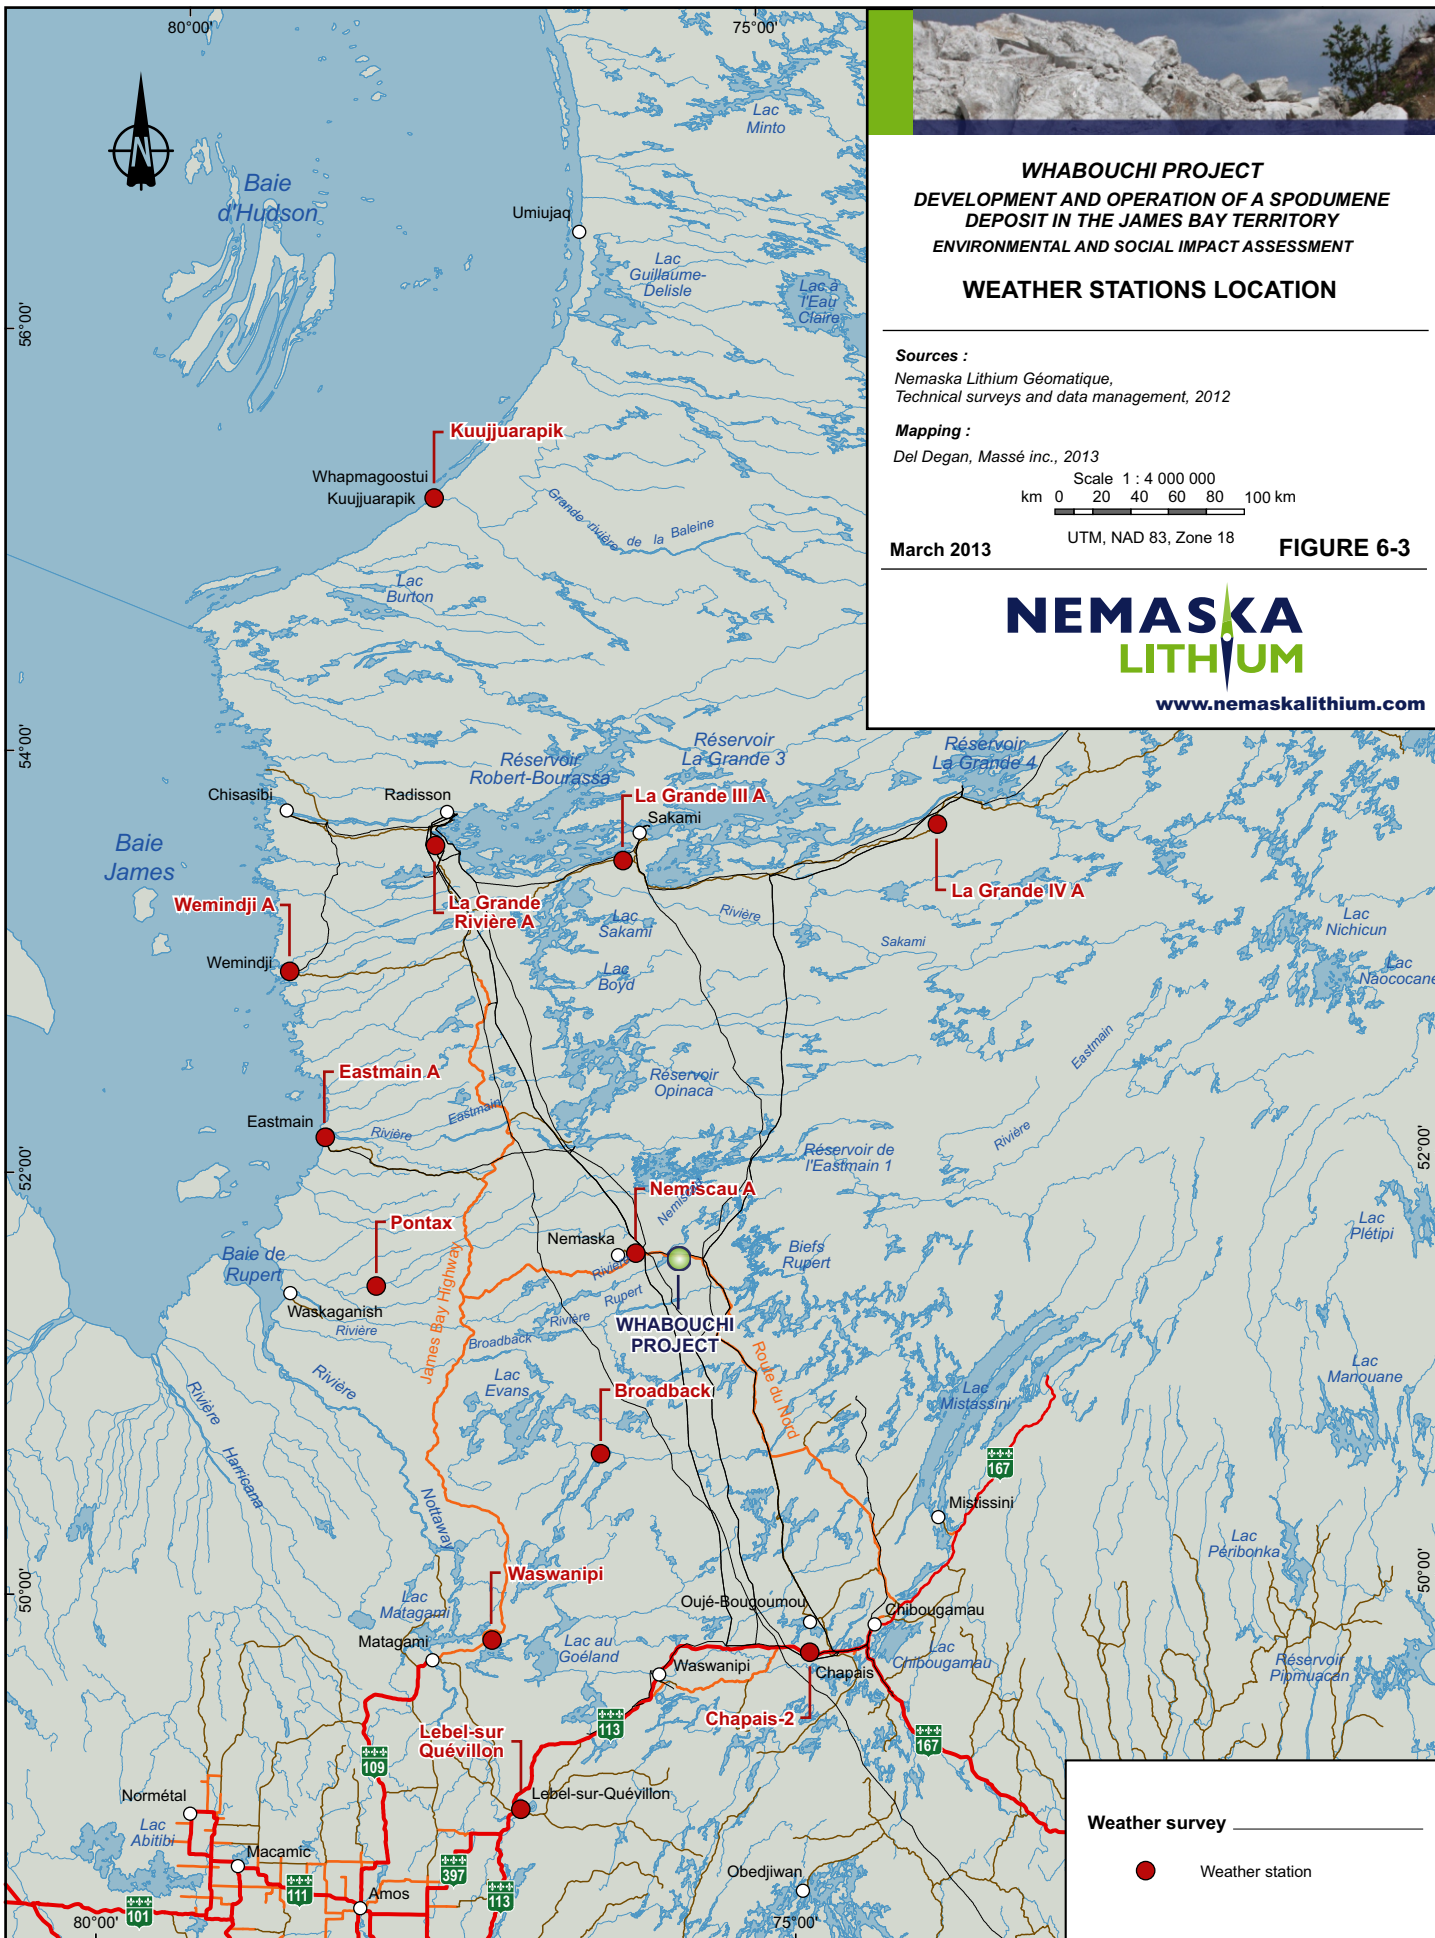 80°00'
75°00'
WHABOUCHI PROJECT
DEVELOPMENT AND OPERATION OF A SPODUMENE
DEPOSIT IN THE JAMES BAY TERRITORY
ENVIRONMENTAL AND SOCIAL IMPACT ASSESSMENT
WEATHER STATIONS LOCATION
Sources :
Nemaska Lithium Géomatique,
Technical surveys and data management, 2012
Mapping :
Del Degan, Massé inc., 2013
Scale 1 : 4 000 000
km 0 20 40 60 80 100 km
UTM, NAD 83, Zone 18
March 2013
FIGURE 6-3
NEMASKA
LITHIUM
www.nemaskalithium.com
N
Lac
Minto
Baie
d'Hudson
Umiujaq
Lac
Guillaume-
Delisle
Lac à
l'Eau
Claire
56°00'
Kuujjuarapik
Whapmagoostui
Kuujjuarapik
Grande rivière de la Baleine
Lac
Burton
54°00'
Réservoir
Robert-Bourassa
Réservoir
La Grande 3
Réservoir
La Grande 4
Chisasibi
Radisson
La Grande III A
Sakami
Baie
James
La Grande IV A
Wemindji A
La Grande
Rivière A
Rivière
Sakami
Lac
Sakami
Lac
Nichicun
Wemindji
Lac
Boyd
Lac
Naococane
Eastmain A
Réservoir
Opinaca
Eastmain
Rivière
Eastmain
Rivière
Eastmain
Réservoir de
l'Eastmain 1
52°00'
52°00'
Nemiscau A
Nemiscau
Pontax
Nemaska
Rivière
Baie de
Rupert
Biefs
Rupert
Lac
Plétipi
Waskaganish
Rivière
Rupert
WHABOUCHI
PROJECT
James Bay Highway
Broadback
Rivière
Route du Nord
Rivière
Nottaway
Rivière
Harricana
Lac
Evans
Broadback
Lac
Mistassini
Lac
Manouane
167
Mistissini
Lac
Péribonka
50°00'
50°00'
Waswanipi
Lac
Matagami
Matagami
Lac au
Goéland
Oujé-Bougoumou
Chibougamau
Lac
Chibougamau
Waswanipi
Chapais
Chapais-2
Réservoir
Pipmuacan
113
167
109
Lebel-sur
Quévillon
Lebel-sur-Quévillon
Normétal
Lac
Abitibi
Macamic
Amos
101
111
397
113
Obedjiwan
80°00'
75°00'
Weather survey
Weather station